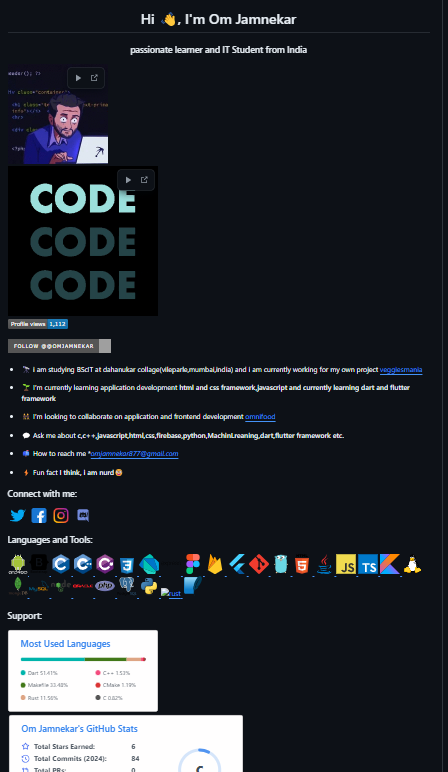 Hi 👋, I'm Om Jamnekar
passionate learner and IT Student from India
CODE
CODE
CODE
Profile views 1,112
FOLLOW @@OMJAMNEKAR
🔭 I am studying BSciT at dahanukar collage(vileparle,mumbai,india) and i am currently working for my own project veggiesmania
🌱 I'm currently learning application development html and css framework,javascript and currently learning dart and flutter
framework
👯 I'm looking to collaborate on application and frontend development omnifood
💬 Ask me about c,c++,javascript,html,css,firebase,python,Machinl.reaning,dart,flutter framework etc.
📫 How to reach me *omjamnekar877@gmail.com
⚡ Fun fact I think, i am nurd🤩
Connect with me:
Languages and Tools:
JS TS
MySQL
ORACLE
php
rust
Support:
Most Used Languages
Dart 51.41% C++ 1.53%
Makefile 33.48% CMake 1.19%
Rust 11.56% C 0.82%
Om Jamnekar's GitHub Stats
Total Stars Earned: 6
Total Commits (2024): 84
Total PRs: 0
C